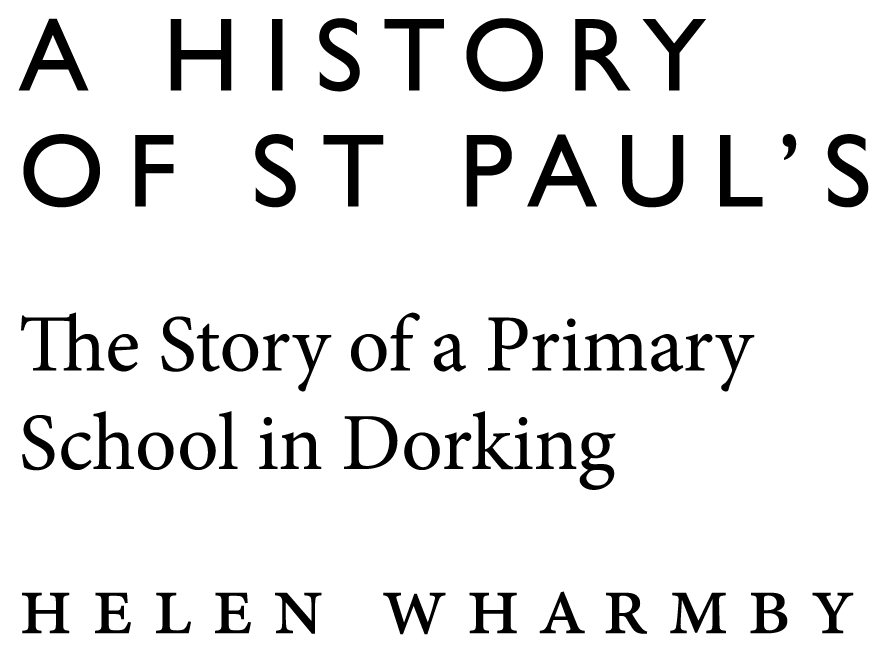 A HISTORY
OF ST PAUL’S
The Story of a Primary
School in Dorking
HELEN WHARMBY